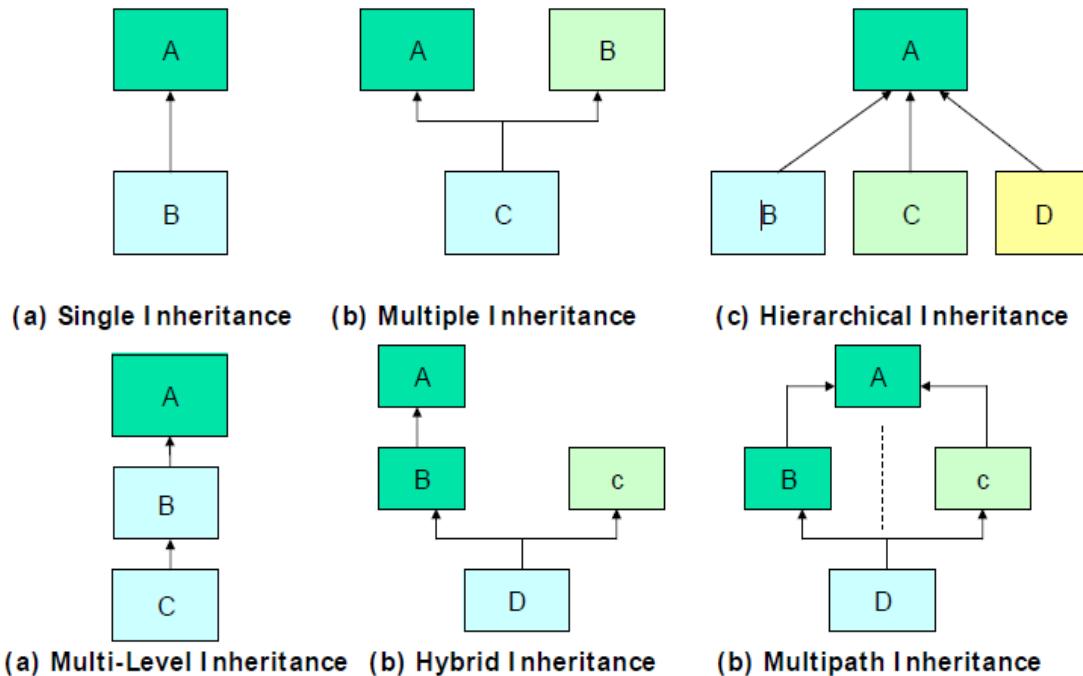 A
A
B
A
B
C
B
C
D
(a) Single Inheritance
(b) Multiple Inheritance
(c) Hierarchical Inheritance
A
A
A
B
B
c
B
c
C
D
D
(a) Multi-Level Inheritance
(b) Hybrid Inheritance
(b) Multipath Inheritance